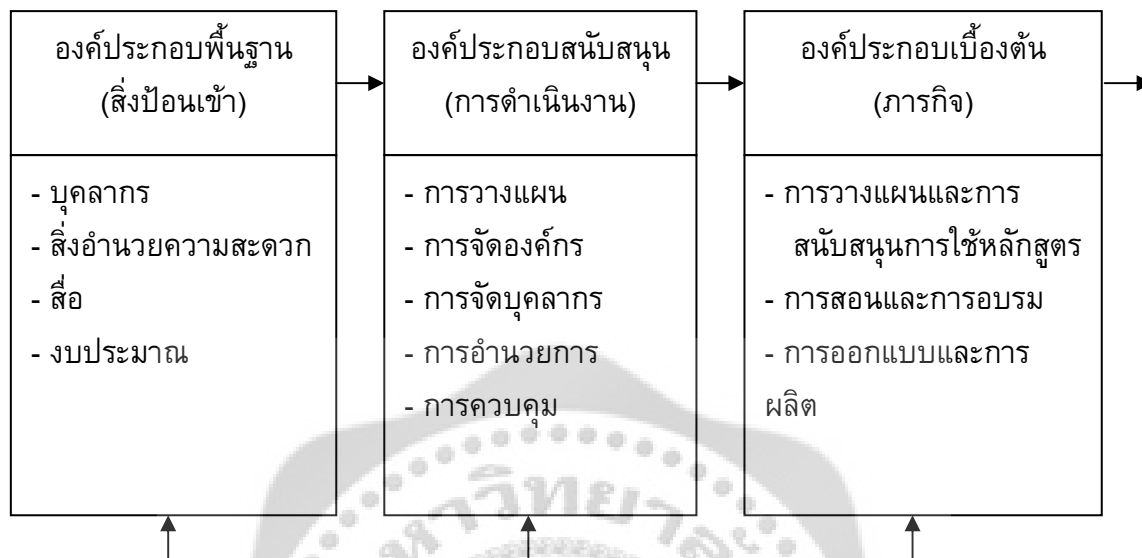 องค์ประกอบพื้นฐาน
(สิ่งป้อนเข้า)
- บุคลากร
- สิ่งอำนวยความสะดวก
- สื่อ
- งบประมาณ
องค์ประกอบสนับสนุน
(การดำเนินงาน)
- การวางแผน
- การจัดองค์กร
- การจัดบุคลากร
- การอำนวยการ
- การควบคุม
องค์ประกอบเบื้องต้น
(ภารกิจ)
- การวางแผนและการ
สนับสนุนการใช้หลักสูตร
- การสอนและการอบรม
- การออกแบบและการ
ผลิต